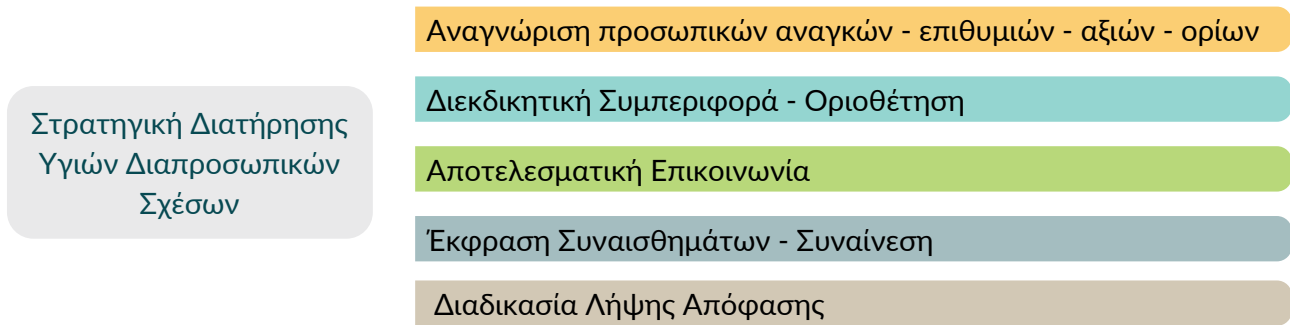 Στρατηγική Διατήρησης
Υγιών Διαπροσωπικών
Σχέσων
Αναγνώριση προσωπικών αναγκών - επιθυμιών - αξιών - ορίων
Διεκδικητική Συμπεριφορά - Οριοθέτηση
Αποτελεσματική Επικοινωνία
Έκφραση Συναισθημάτων - Συναίνεση
Διαδικασία Λήψης Απόφασης